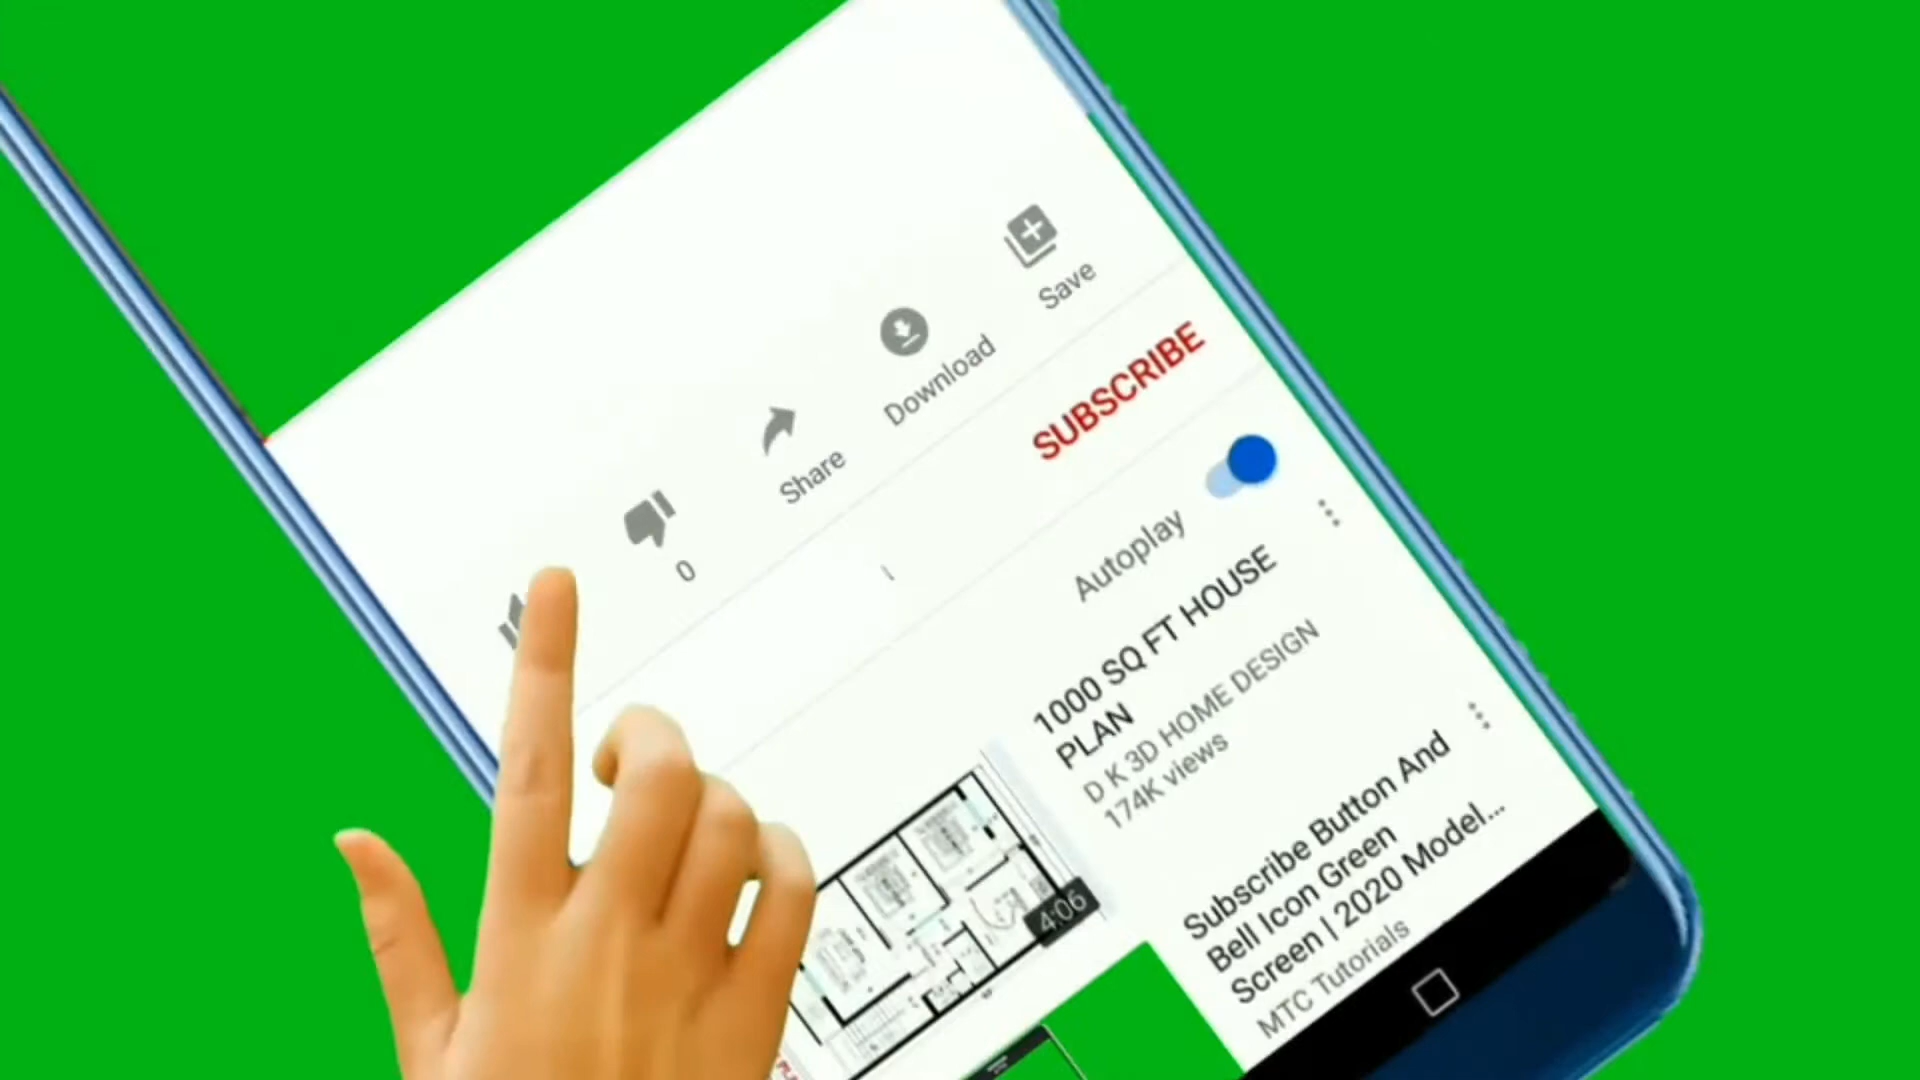 0
Share
Download
Save
SUBSCRIBE
Autoplay
1000 SQ FT HOUSE
PLAN
D K 3D HOME DESIGN
174K views
4:06
Subscribe Button And
Bell Icon Green
Screen | 2020 Model...
MTC Tutorials